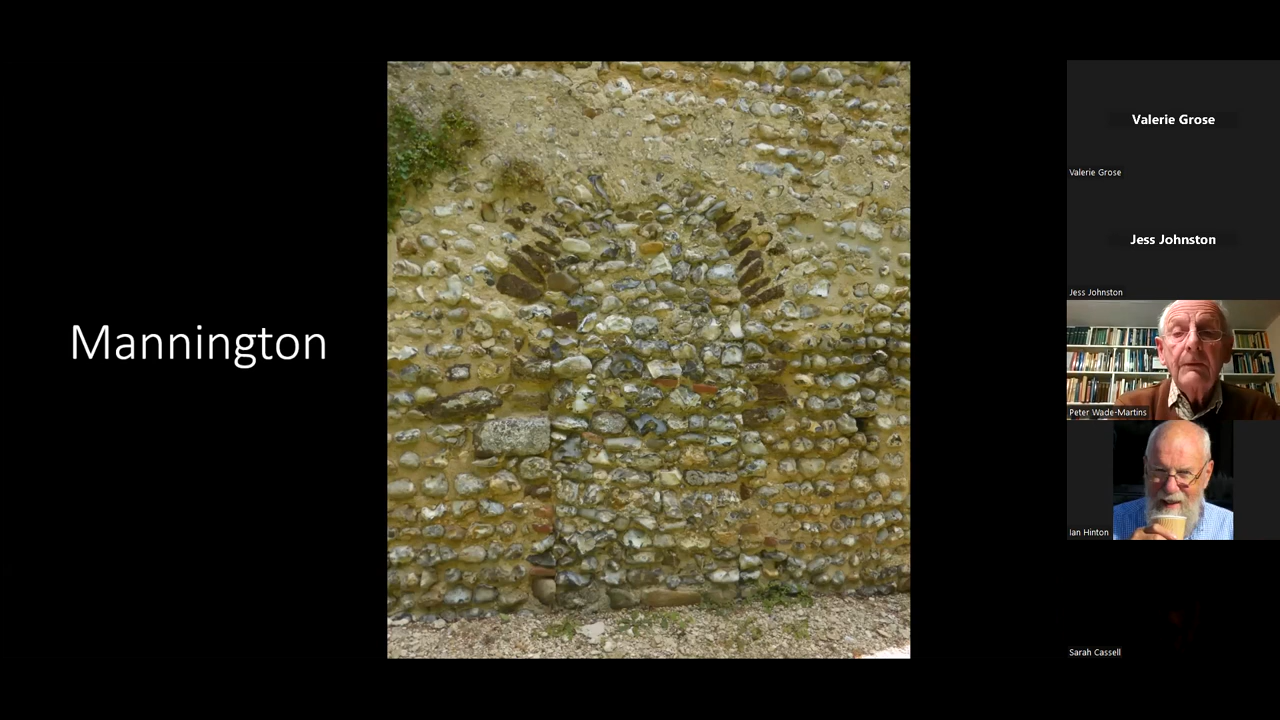 Mannington
Valerie Grose
Valerie Grose
Jess Johnston
Jess Johnston
Peter Wade-Martins
Ian Hinton
Sarah Cassell